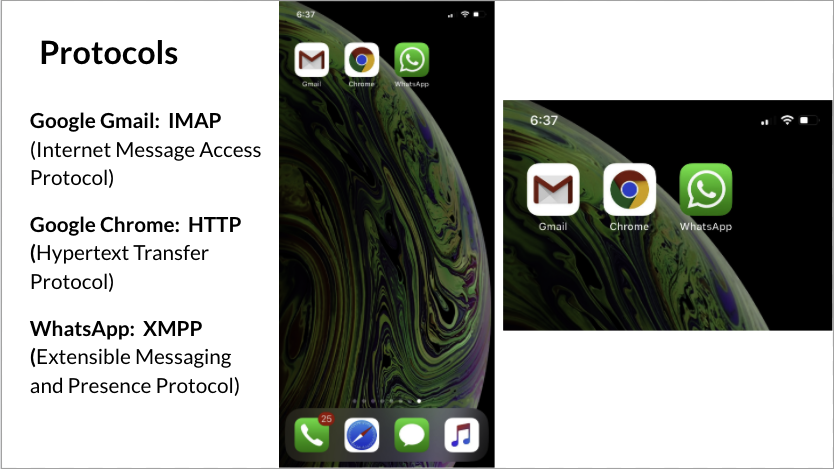 Protocols
Google Gmail:  IMAP
(Internet Message Access
Protocol)
Google Chrome:  HTTP
(Hypertext Transfer
Protocol)
WhatsApp:  XMPP
(Extensible Messaging
and Presence Protocol)
6:37
Gmail
Chrome
WhatsApp
25
6:37
Gmail
Chrome
WhatsApp